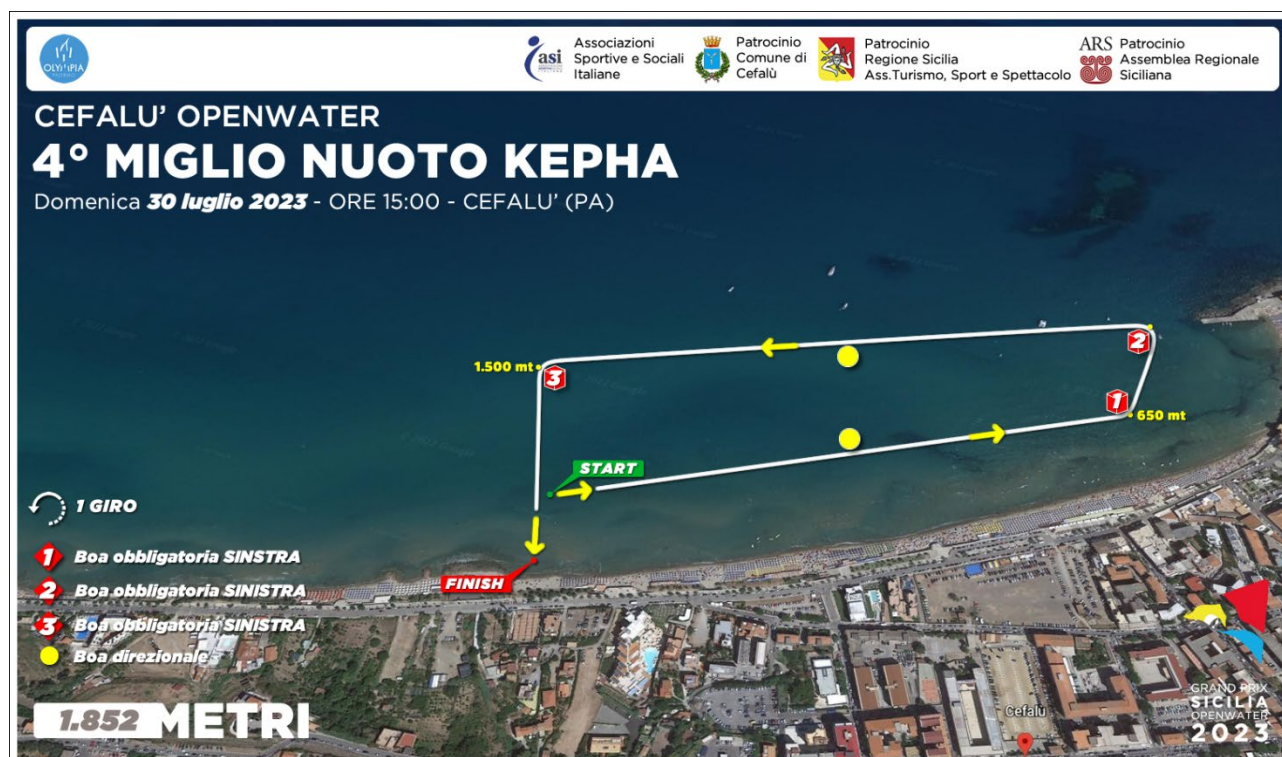 OLYMPIA
asi
Associazioni
Sportive e Sociali
Italiane
Patrocinio
Comune di
Cefalù
Patrocinio
Regione Sicilia
Ass.Turismo, Sport e Spettacolo
ARS
Patrocinio
Assemblea Regionale
Siciliana
CEFALU' OPENWATER
4° MIGLIO NUOTO KEPHA
Domenica 30 luglio 2023 - ORE 15:00 - CEFALU' (PA)
2
1.500 mt
3
1
650 mt
START
FINISH
1 GIRO
1 Boa obbligatoria SINSTRA
2 Boa obbligatoria SINISTRA
3 Boa obbligatoria SINISTRA
Boa direzionale
1.852 METRI
Cefalù
GRAND PRIX
SICILIA
OPENWATER
2023